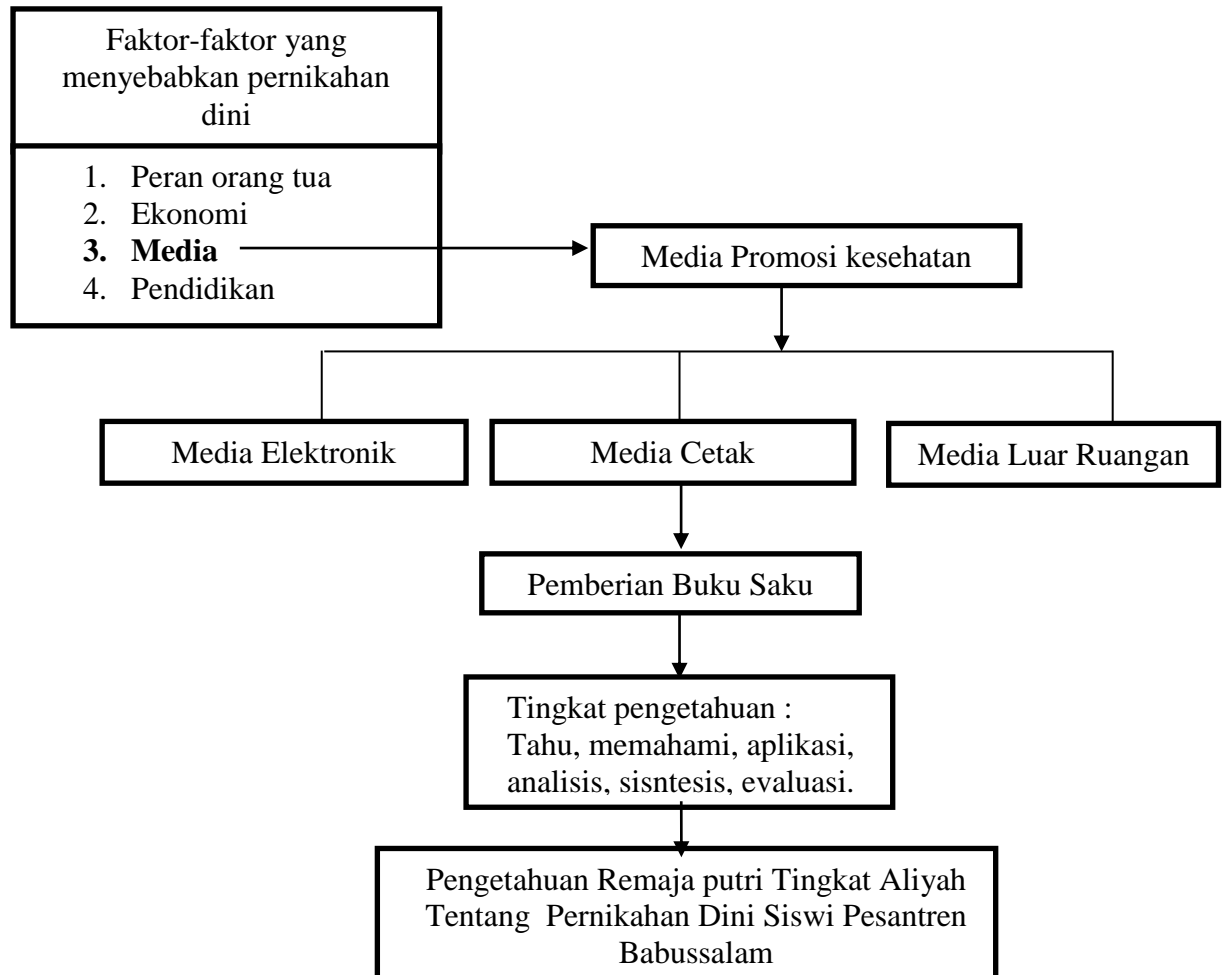 Faktor-faktor yang
menyebabkan pernikahan
dini
1. Peran orang tua
2. Ekonomi
3. Media
4. Pendidikan
Media Promosi kesehatan
Media Elektronik
Media Cetak
Media Luar Ruangan
Pemberian Buku Saku
Tingkat pengetahuan :
Tahu, memahami, aplikasi,
analisis, sisntesis, evaluasi.
Pengetahuan Remaja putri Tingkat Aliyah
Tentang Pernikahan Dini Siswi Pesantren
Babussalam